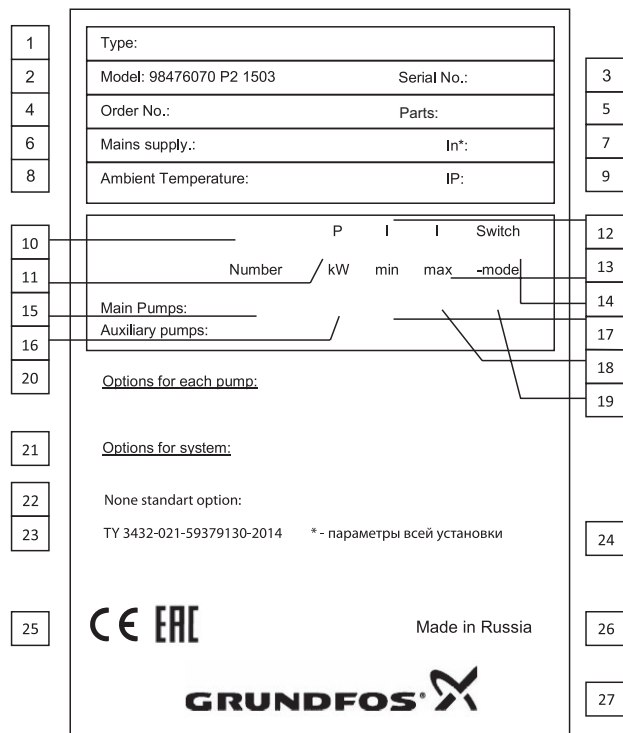 1 Type:
2 Model: 98476070 P2 1503 Serial No.: 3
4 Order No.: Parts: 5
6 Mains supply.: In*: 7
8 Ambient Temperature: IP: 9
10 P I I Switch 12
11 Number kW min max -mode 13
14
15 Main Pumps:
16 Auxiliary pumps: 17
18
20 Options for each pump: 19
21 Options for system:
22 None standart option:
23 TY 3432-021-59379130-2014 * - параметры всей установки 24
25 CE EAC Made in Russia 26
GRUNDFOS 27